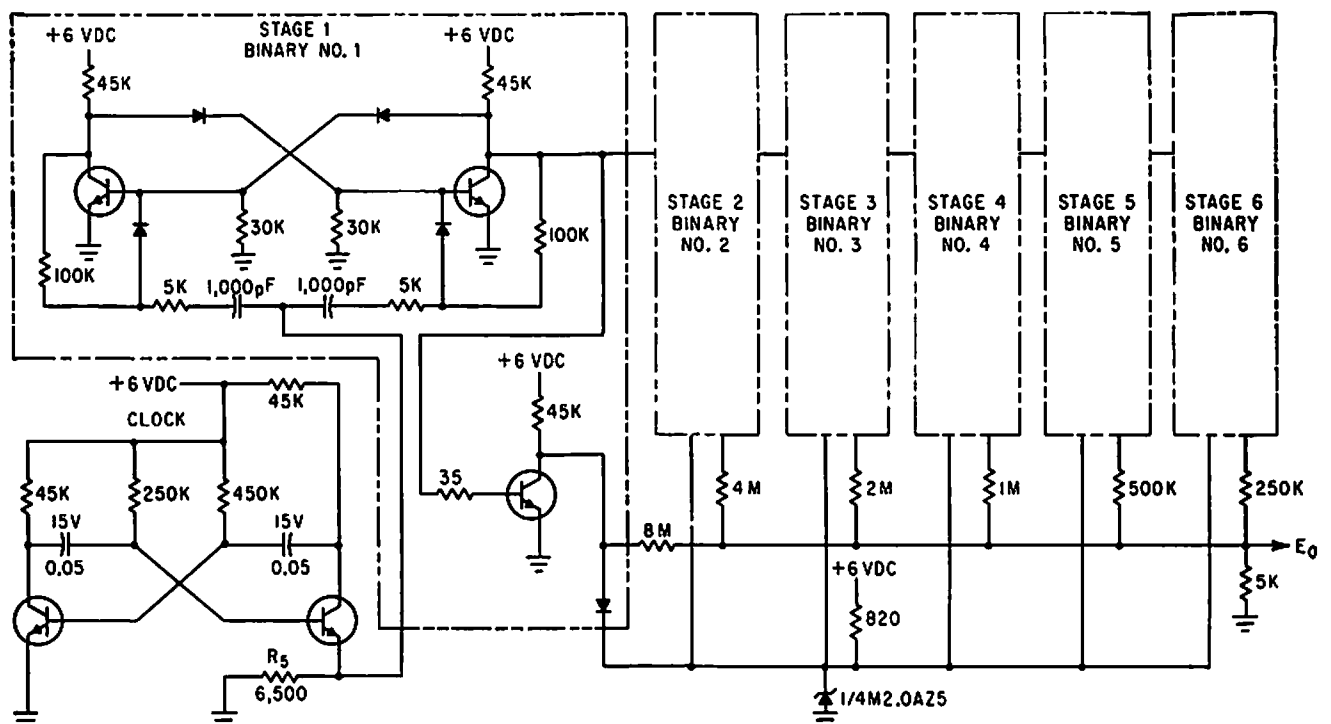 +6 VDC
STAGE 1
BINARY NO. 1
+6 VDC
45K
45K
100K
30K
30K
100K
5K
1,000pF
1,000pF
5K
STAGE 2
BINARY
NO. 2
STAGE 3
BINARY
NO. 3
STAGE 4
BINARY
NO. 4
STAGE 5
BINARY
NO. 5
STAGE 6
BINARY
NO. 6
+6 VDC
45K
CLOCK
45K
250K
450K
15V
0.05
15V
0.05
R5
6,500
+6 VDC
45K
35
8M
4M
2M
1M
500K
250K
E0
5K
+6 VDC
820
1/4M2.0AZ5